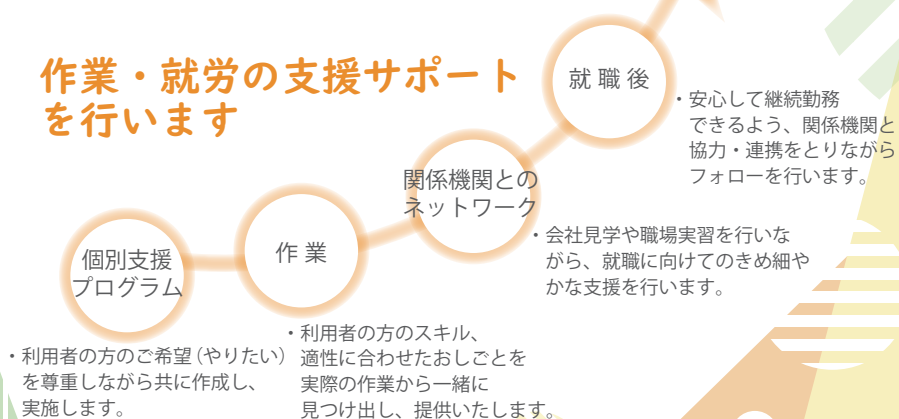 作業・就労の支援サポート
を行います
就職後
・安心して継続勤務
できるよう、関係機関と
協力・連携をとりながら
フォローを行います。
関係機関との
ネットワーク
・会社見学や職場実習を行いな
がら、就職に向けてのきめ細や
かな支援を行います。
作業
・利用者の方のスキル、
適性に合わせたおしごとを
実際の作業から一緒に
見つけ出し、提供いたします。
個別支援
プログラム
・利用者の方のご希望（やりたい）
を尊重しながら共に作成し、
実施します。